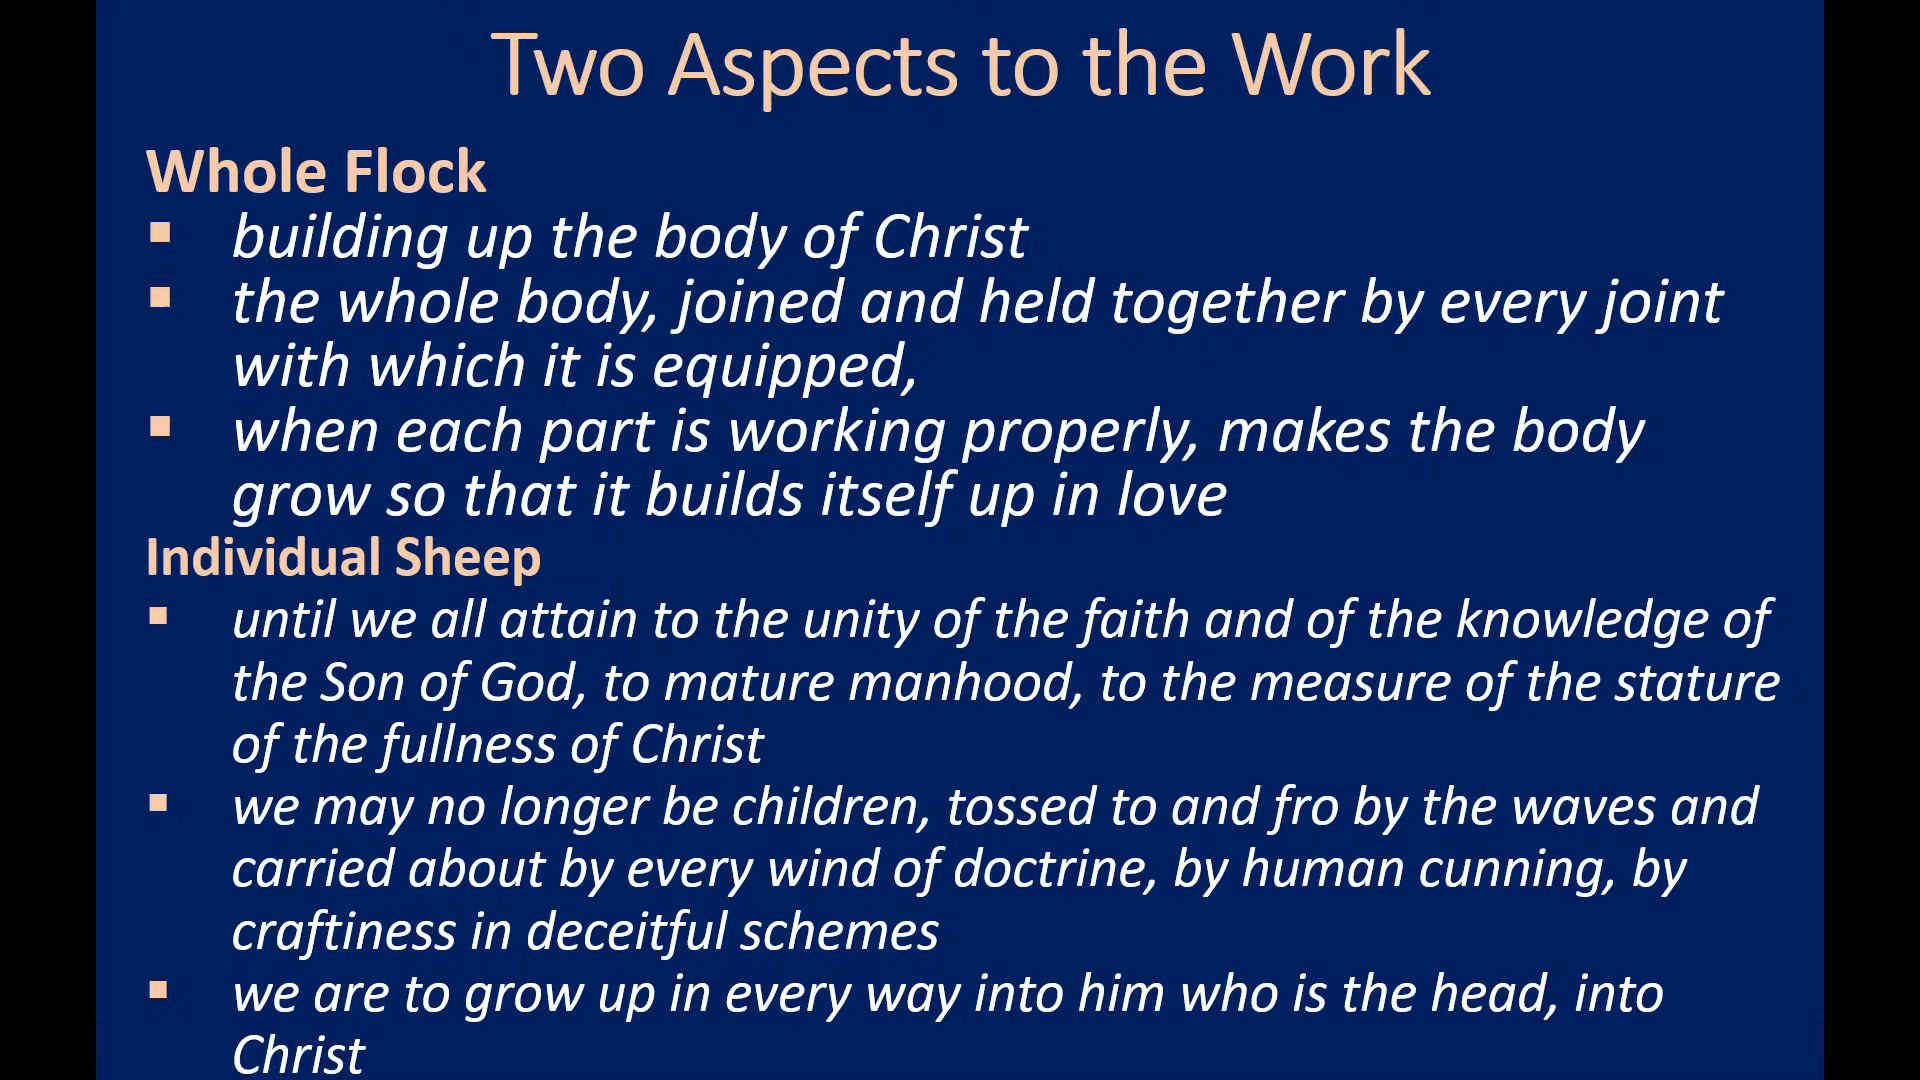 Two Aspects to the Work
Whole Flock
▪ building up the body of Christ
▪ the whole body, joined and held together by every joint
with which it is equipped,
▪ when each part is working properly, makes the body
grow so that it builds itself up in love
Individual Sheep
▪ until we all attain to the unity of the faith and of the knowledge of
the Son of God, to mature manhood, to the measure of the stature
of the fullness of Christ
▪ we may no longer be children, tossed to and fro by the waves and
carried about by every wind of doctrine, by human cunning, by
craftiness in deceitful schemes
▪ we are to grow up in every way into him who is the head, into
Christ